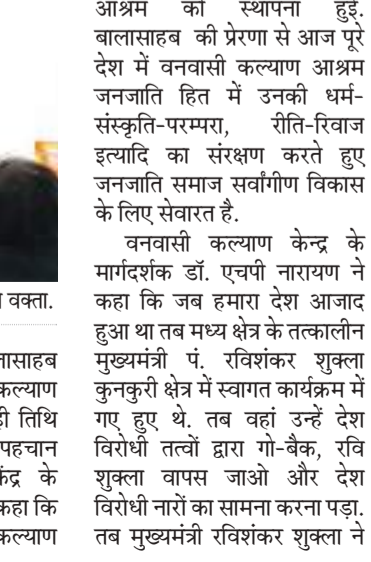 आश्रम की स्थापना हुई.
बालासाहब की प्रेरणा से आज पूरे
देश में वनवासी कल्याण आश्रम
जनजाति हित में उनकी धर्म-
संस्कृति-परम्परा, रीति-रिवाज
इत्यादि का संरक्षण करते हुए
जनजाति समाज सर्वांगीण विकास
के लिए सेवारत है.
वनवासी कल्याण केन्द्र के
मार्गदर्शक डॉ. एचपी नारायण ने
कहा कि जब हमारा देश आजाद
हुआ था तब मध्य क्षेत्र के तत्कालीन
मुख्यमंत्री पं. रविशंकर शुक्ला
कुनकुरी क्षेत्र में स्वागत कार्यक्रम में
गए हुए थे. तब वहां उन्हें देश
विरोधी तत्वों द्वारा गो-बैक, रवि
शुक्ला वापस जाओ और देश
विरोधी नारों का सामना करना पड़ा.
तब मुख्यमंत्री रविशंकर शुक्ला ने
वक्ता.
कल्याण
तिथि
पहचान
के
कहा कि
कल्याण